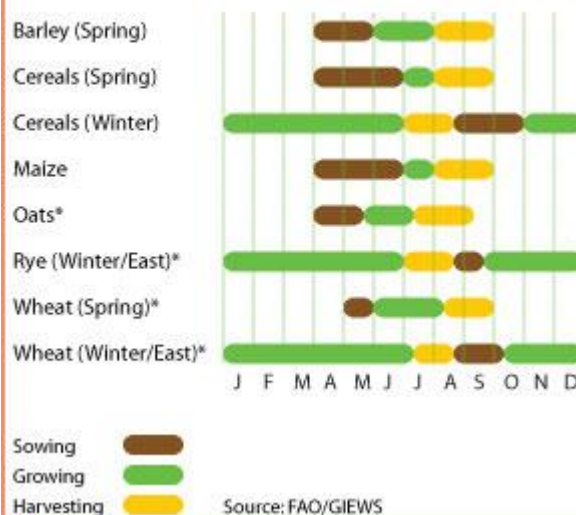 Barley (Spring)
Cereals (Spring)
Cereals (Winter)
Maize
Oats*
Rye (Winter/East)*
Wheat (Spring)*
Wheat (Winter/East)*
J F M A M J J A S O N D
Sowing
Growing
Harvesting
Source: FAO/GIEWS